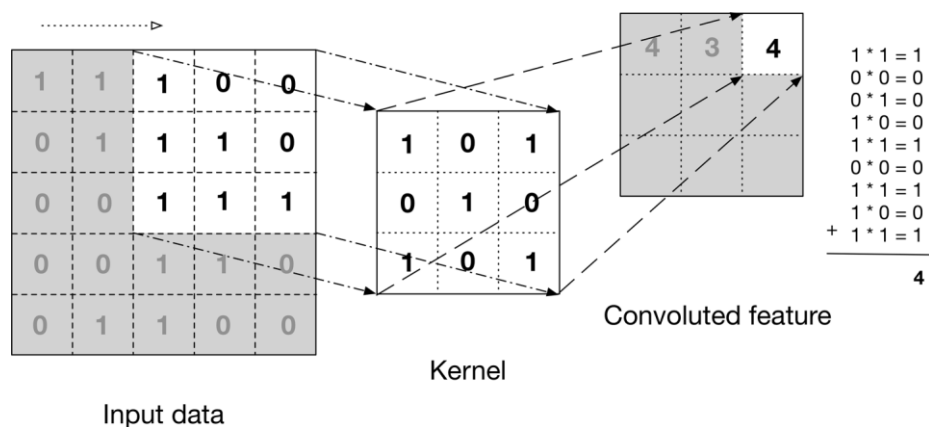 1 1 1 0 0
0 1 1 1 0
0 0 1 1 1
0 0 1 1 0
0 1 1 0 0
Input data
1 0 1
0 1 0
1 0 1
Kernel
4 3 4
Convoluted feature
1 * 1 = 1
0 * 0 = 0
0 * 1 = 0
1 * 0 = 0
1 * 1 = 1
0 * 0 = 0
1 * 1 = 1
1 * 0 = 0
+ 1 * 1 = 1
4